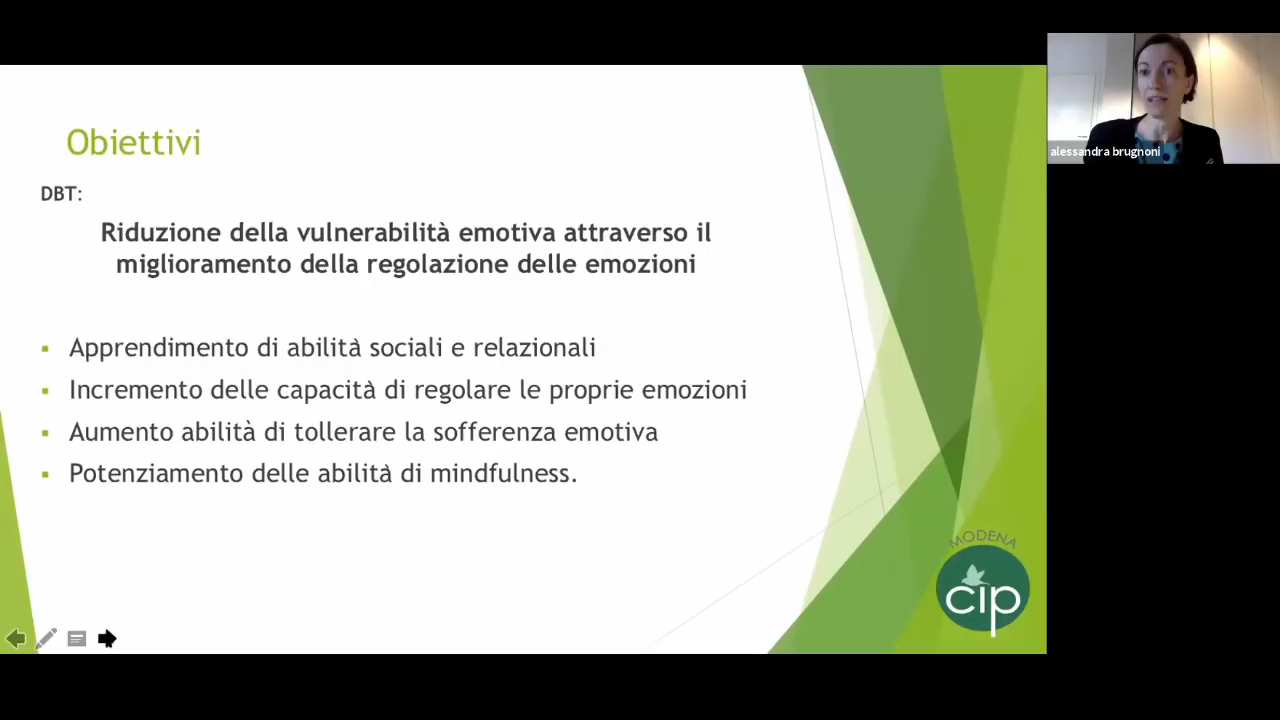 Obiettivi
DBT:
Riduzione della vulnerabilità emotiva attraverso il
miglioramento della regolazione delle emozioni
▪ Apprendimento di abilità sociali e relazionali
▪ Incremento delle capacità di regolare le proprie emozioni
▪ Aumento abilità di tollerare la sofferenza emotiva
▪ Potenziamento delle abilità di mindfulness.
MODENA
cip
alessandra brugnoni